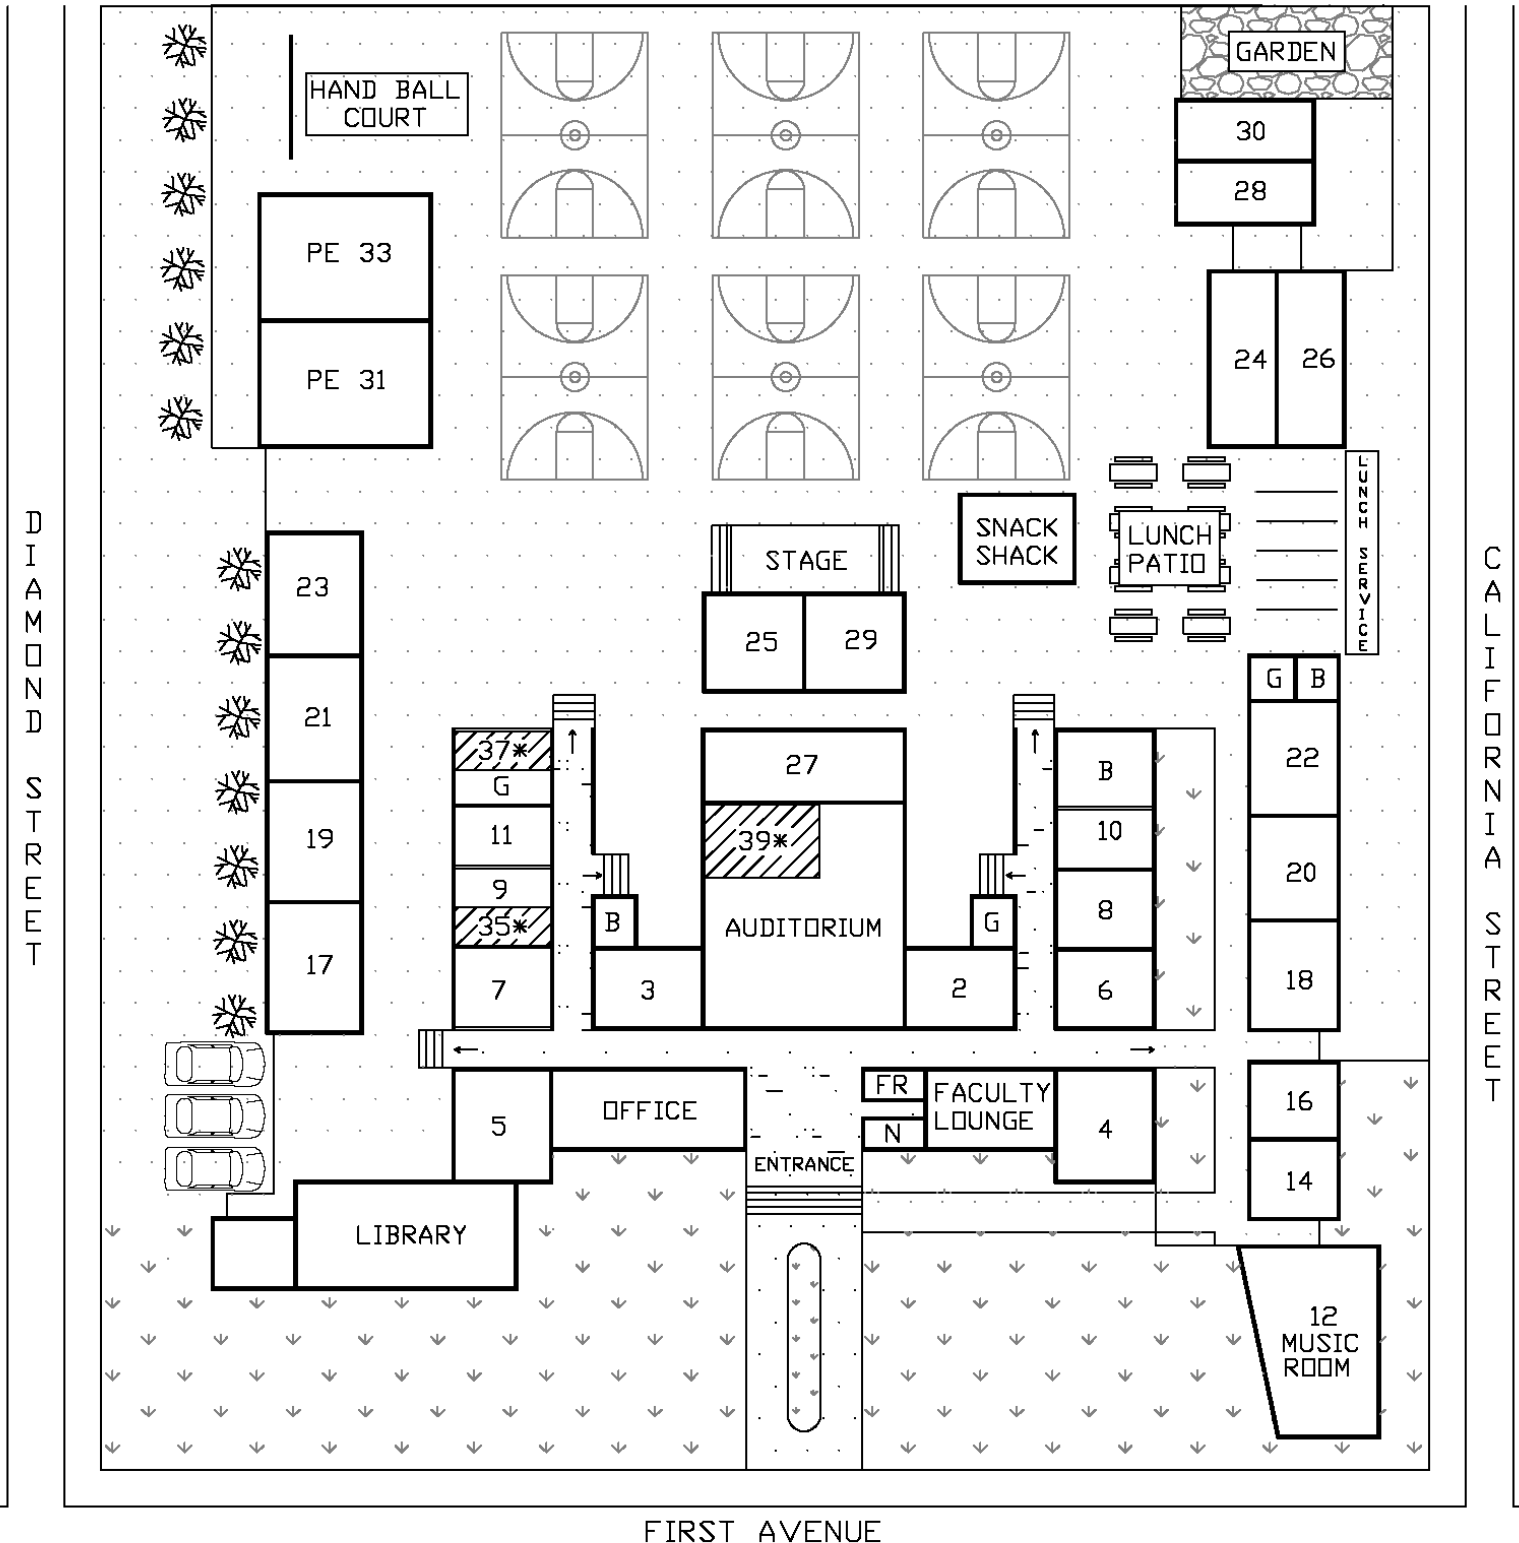 GARDEN
HAND BALL
COURT
30
28
PE 33
PE 31
24
26
LUNCH SERVICE
SNACK
SHACK
LUNCH
PATIO
STAGE
DIAMOND STREET
CALIFORNIA STREET
23
25
29
G
B
21
37*
G
27
B
22
11
39*
10
19
9
20
35*
B
AUDITORIUM
G
8
17
7
3
2
6
18
5
OFFICE
FR
FACULTY
LOUNGE
N
4
16
ENTRANCE
14
LIBRARY
12
MUSIC
ROOM
FIRST AVENUE